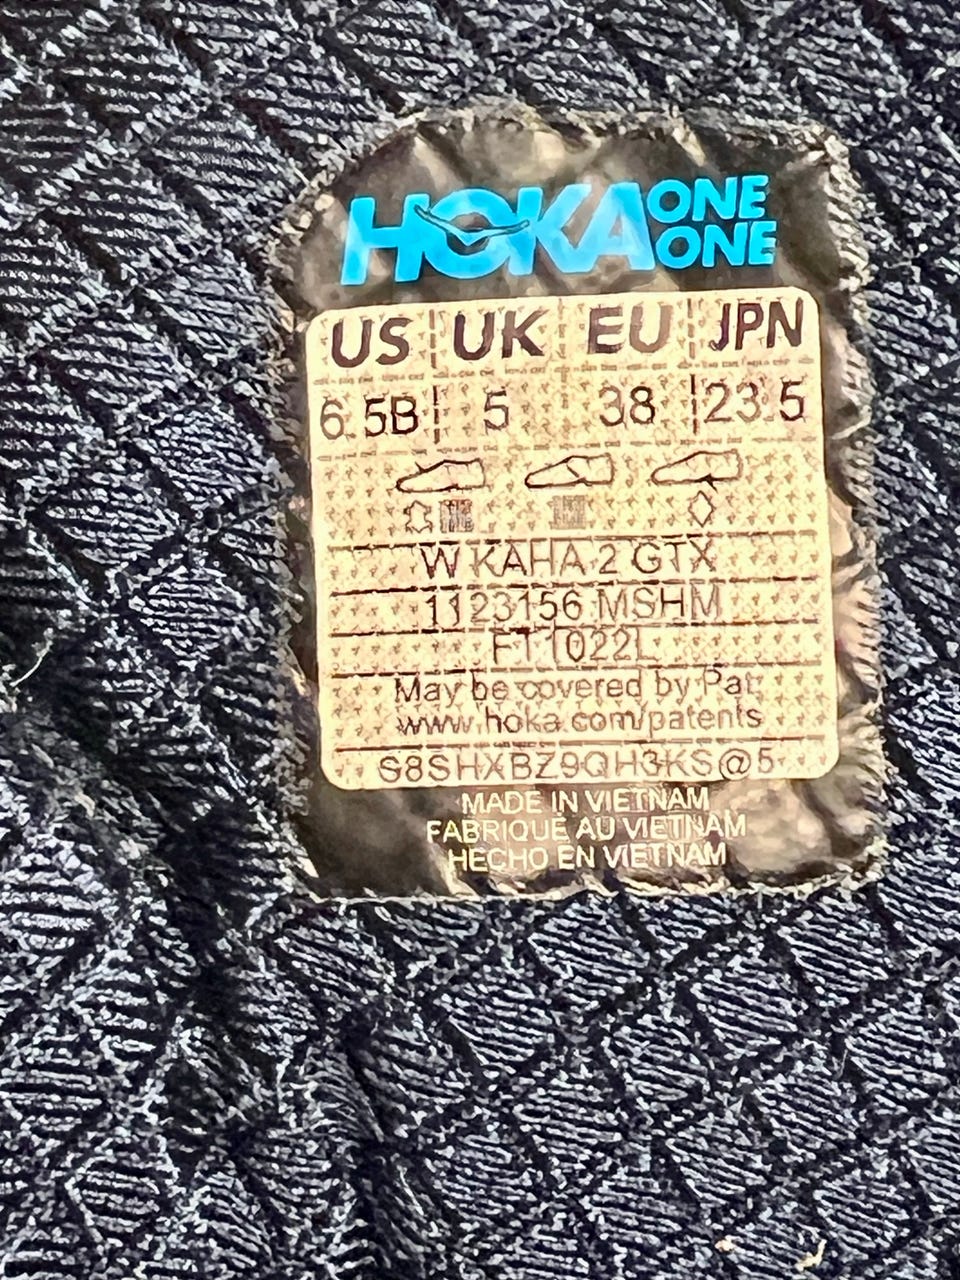 HOKA ONE ONE
US UK EU JPN
6.5B 5 38 23.5
W KAHA 2 GTX
1123156 MSHM
FT1022L
May be covered by Pat.
www.hoka.com/patents
S8SHXBZ9QH3KS@5
MADE IN VIETNAM
FABRIQUÉ AU VIETNAM
HECHO EN VIETNAM